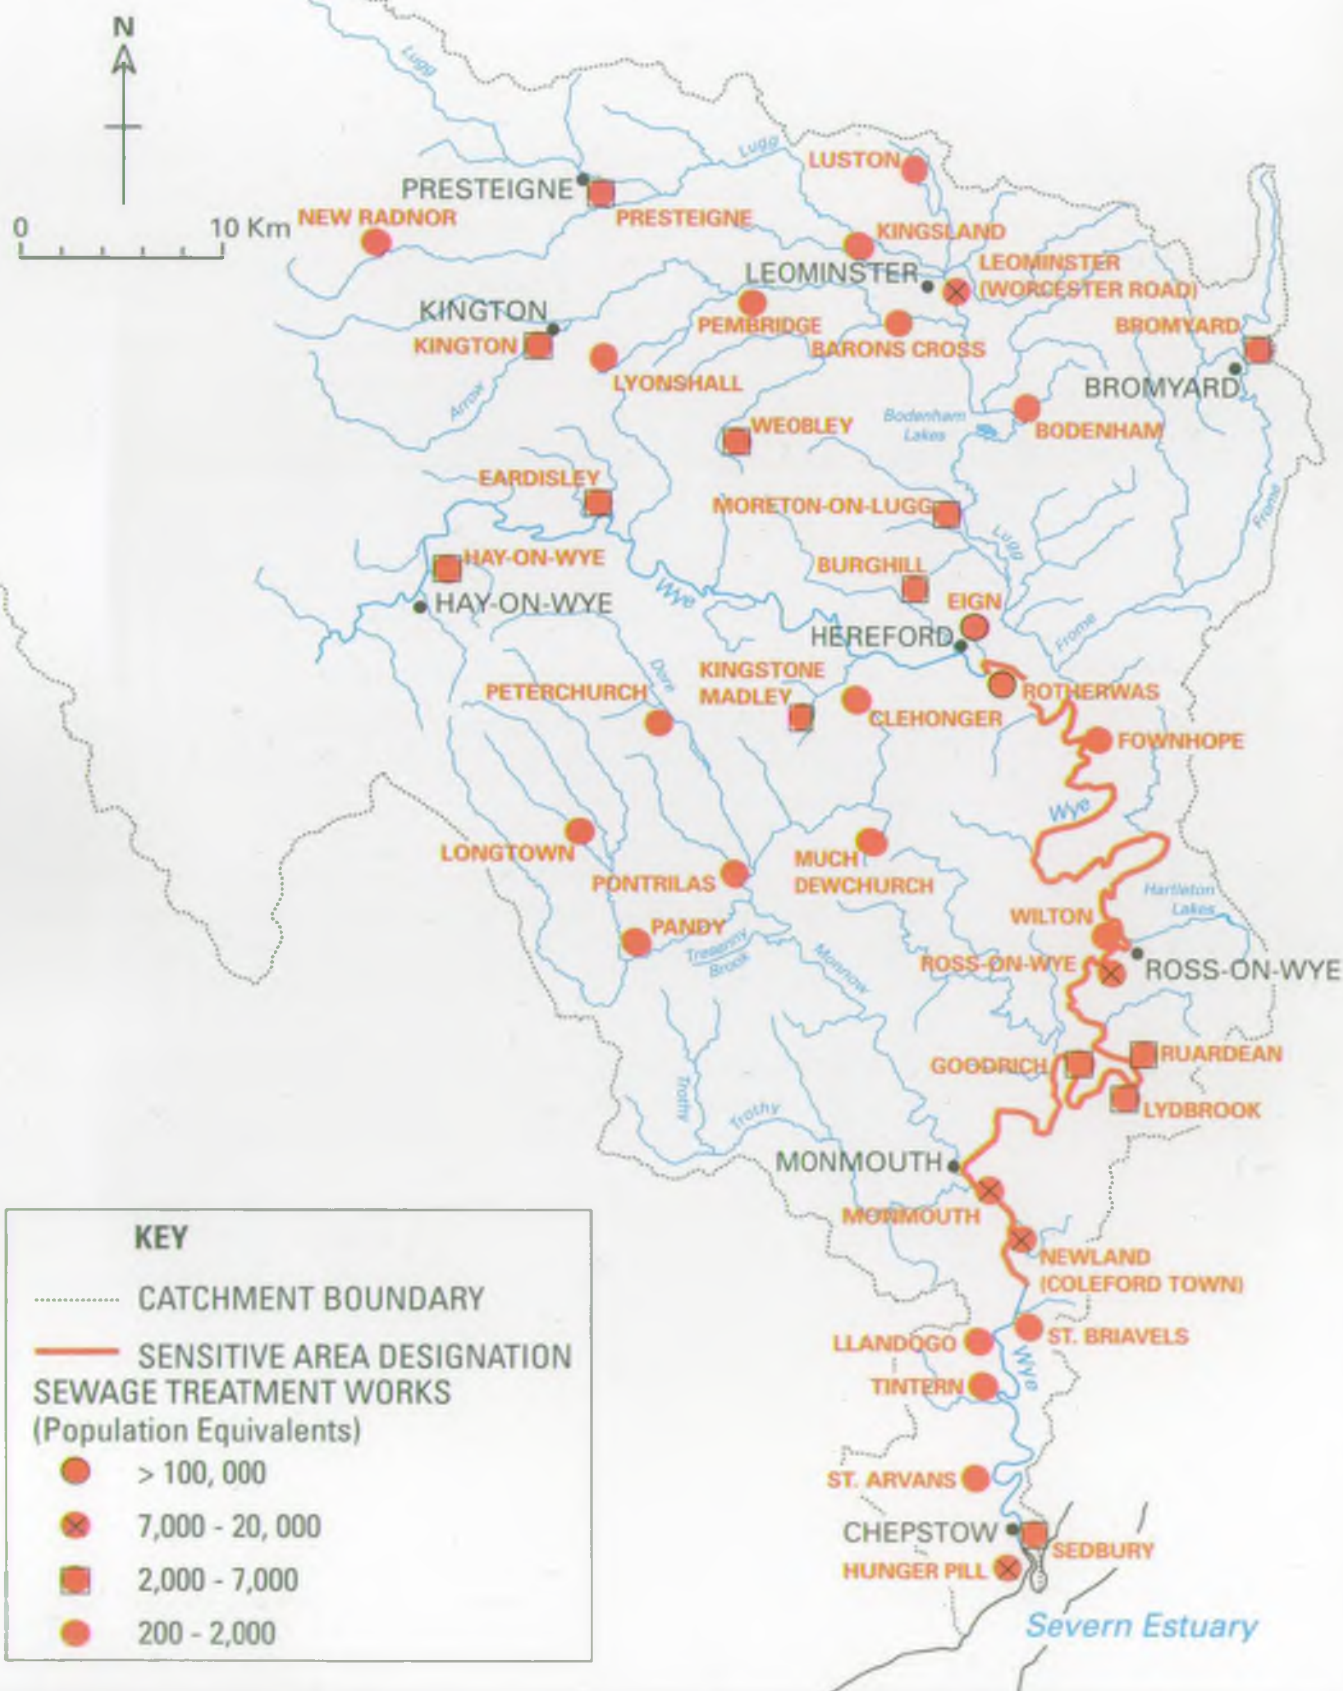 N
0 10 Km
Lugg
Lugg
LUSTON
PRESTEIGNE
PRESTEIGNE
NEW RADNOR
KINGSLAND
LEOMINSTER
LEOMINSTER
(WORCESTER ROAD)
KINGTON
KINGTON
PEMBRIDGE
BARONS CROSS
BROMYARD
BROMYARD
LYONSHALL
Arrow
WEOBLEY
Bodenham
Lakes
BODENHAM
EARDISLEY
MORETON-ON-LUGG
Lugg
Frome
HAY-ON-WYE
HAY-ON-WYE
BURGHILL
Wye
EIGN
HEREFORD
Frome
Dore
KINGSTONE
MADLEY
PETERCHURCH
CLEHONGER
ROTHERWAS
FOWNHOPE
Wye
LONGTOWN
PONTRILAS
MUCH
DEWCHURCH
Hartleton
Lakes
WILTON
PANDY
Brook
Monnow
ROSS-ON-WYE
ROSS-ON-WYE
GOODRICH
RUARDEAN
LYDBROOK
Trothy
Trothy
MONMOUTH
MONMOUTH
NEWLAND
(COLEFORD TOWN)
LLANDOGO
ST. BRIAVELS
Wye
TINTERN
ST. ARVANS
CHEPSTOW
SEDBURY
HUNGER PILL
Severn Estuary
KEY
CATCHMENT BOUNDARY
SENSITIVE AREA DESIGNATION
SEWAGE TREATMENT WORKS
(Population Equivalents)
> 100, 000
7,000 - 20, 000
2,000 - 7,000
200 - 2,000